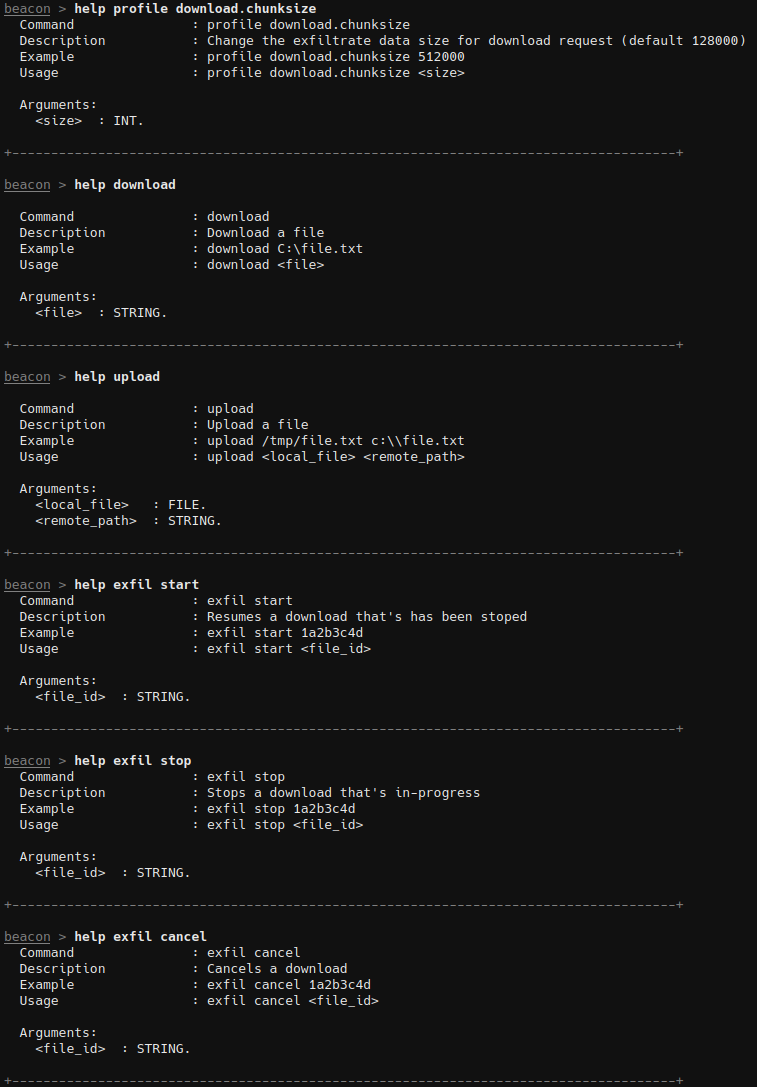 beacon > help profile download.chunksize
  Command               : profile download.chunksize
  Description           : Change the exfiltrate data size for download request (default 128000)
  Example               : profile download.chunksize 512000
  Usage                 : profile download.chunksize <size>

  Arguments:
    <size>  : INT.

+--------------------------------------------------------------------------------------+

beacon > help download

  Command               : download
  Description           : Download a file
  Example               : download C:\file.txt
  Usage                 : download <file>

  Arguments:
    <file>  : STRING.

+--------------------------------------------------------------------------------------+

beacon > help upload

  Command               : upload
  Description           : Upload a file
  Example               : upload /tmp/file.txt c:\\file.txt
  Usage                 : upload <local_file> <remote_path>

  Arguments:
    <local_file>   : FILE.
    <remote_path>  : STRING.

+--------------------------------------------------------------------------------------+

beacon > help exfil start
  Command               : exfil start
  Description           : Resumes a download that's has been stoped
  Example               : exfil start 1a2b3c4d
  Usage                 : exfil start <file_id>

  Arguments:
    <file_id>  : STRING.

+--------------------------------------------------------------------------------------+

beacon > help exfil stop
  Command               : exfil stop
  Description           : Stops a download that's in-progress
  Example               : exfil stop 1a2b3c4d
  Usage                 : exfil stop <file_id>

  Arguments:
    <file_id>  : STRING.

+--------------------------------------------------------------------------------------+

beacon > help exfil cancel
  Command               : exfil cancel
  Description           : Cancels a download
  Example               : exfil cancel 1a2b3c4d
  Usage                 : exfil cancel <file_id>

  Arguments:
    <file_id>  : STRING.

+--------------------------------------------------------------------------------------+